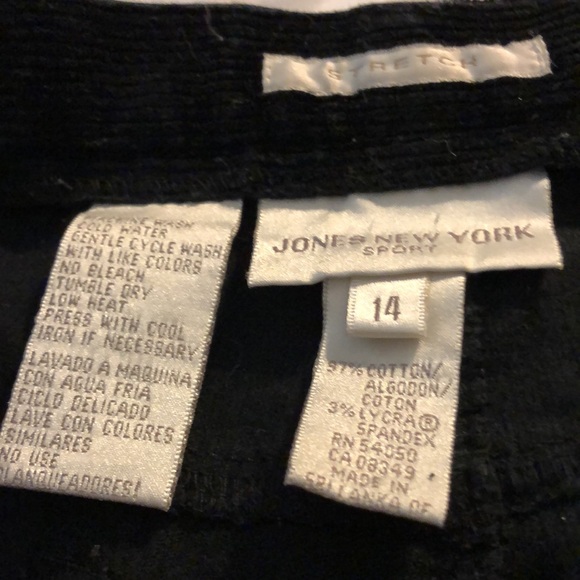 STRETCH
JONES NEW YORK
SPORT
14
MACHINE WASH
COLD WATER
GENTLE CYCLE WASH
WITH LIKE COLORS
NO BLEACH
TUMBLE DRY
LOW HEAT
PRESS WITH COOL
IRON IF NECESSARY
LAVADO A MAQUINA
CON AGUA FRIA
CICLO DELICADO
LAVE CON COLORES
SIMILARES
NO USE
BLANQUEADORES!
97% COTTON/
ALGODON/
COTON
3% LYCRA®
SPANDEX
RN 54050
CA 08349
MADE IN
SRI LANKA DE